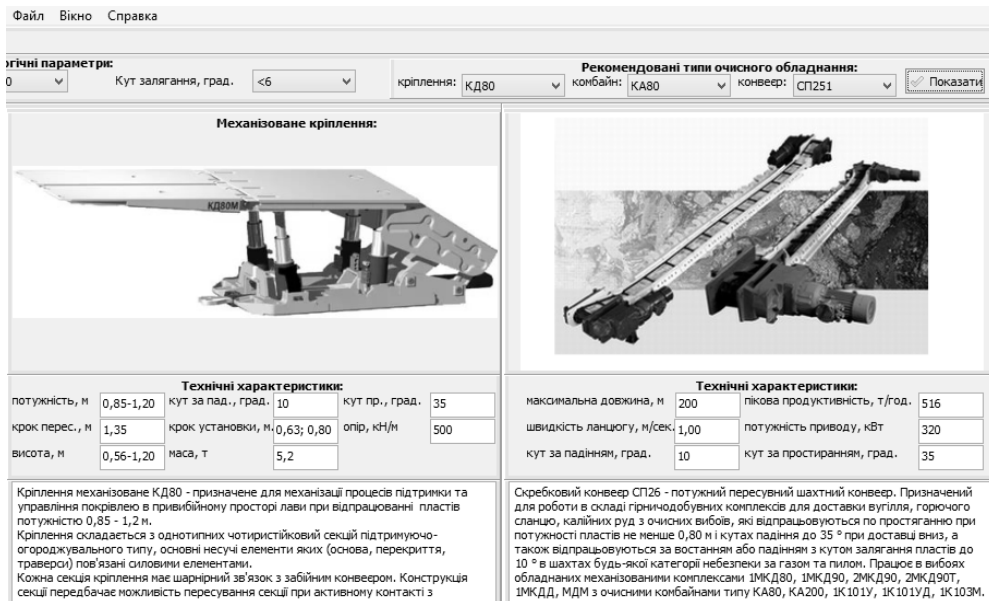 Файл Вікно Справка
огічні параметри:
0 Кут залягання, град. <6
Рекомендовані типи очисного обладнання:
кріплення: КД80 комбайн: КА80 конвеєр: СП251 Показати
Механізоване кріплення:
КД80М
Технічні характеристики:
потужність, м 0,85-1,20 кут за пад., град. 10 кут пр., град. 35
крок перес., м 1,35 крок установки, м. 0,63; 0,80 опір, кН/м 500
висота, м 0,56-1,20 маса, т 5,2
Кріплення механізоване КД80 - призначене для механізації процесів підтримки та
управління покрівлею в привибійному просторі лави при відпрацюванні пластів
потужністю 0,85 - 1,2 м.
Кріплення складається з однотипних чотиристійковий секцій підтримуючо-
огороджувального типу, основні несучі елементи яких (основа, перекриття,
траверси) пов'язані силовими елементами.
Кожна секція кріплення має шарнірний зв'язок з забійним конвеєром. Конструкція
секції передбачає можливість пересування секції при активному контакті з
Технічні характеристики:
максимальна довжина, м 200 пікова продуктивність, т/год. 516
швидкість ланцюгу, м/сек. 1,00 потужність приводу, кВт 320
кут за падінням, град. 10 кут за простиранням, град. 35
Скребковий конвеєр СП26 - потужний пересувний шахтний конвеєр. Призначений
для роботи в складі гірничодобувних комплексів для доставки вугілля, горючого
сланцю, калійних руд з очисних вибоїв, які відпрацьовуються по простяганню при
потужності пластів не менше 0,80 м і кутах падіння до 35 ° при доставці вниз, а
також відпрацьовуються за востанням або падінням з кутом залягання пластів до
10 ° в шахтах будь-якої категорії небезпеки за газом та пилом. Працює в вибоях
обладнаних механізованими комплексами 1МКД80, 1МКД90, 2МКД90, 2МКД90Т,
1МКДД, МДМ з очисними комбайнами типу КА80, КА200, 1К101У, 1К101УД, 1К103М.